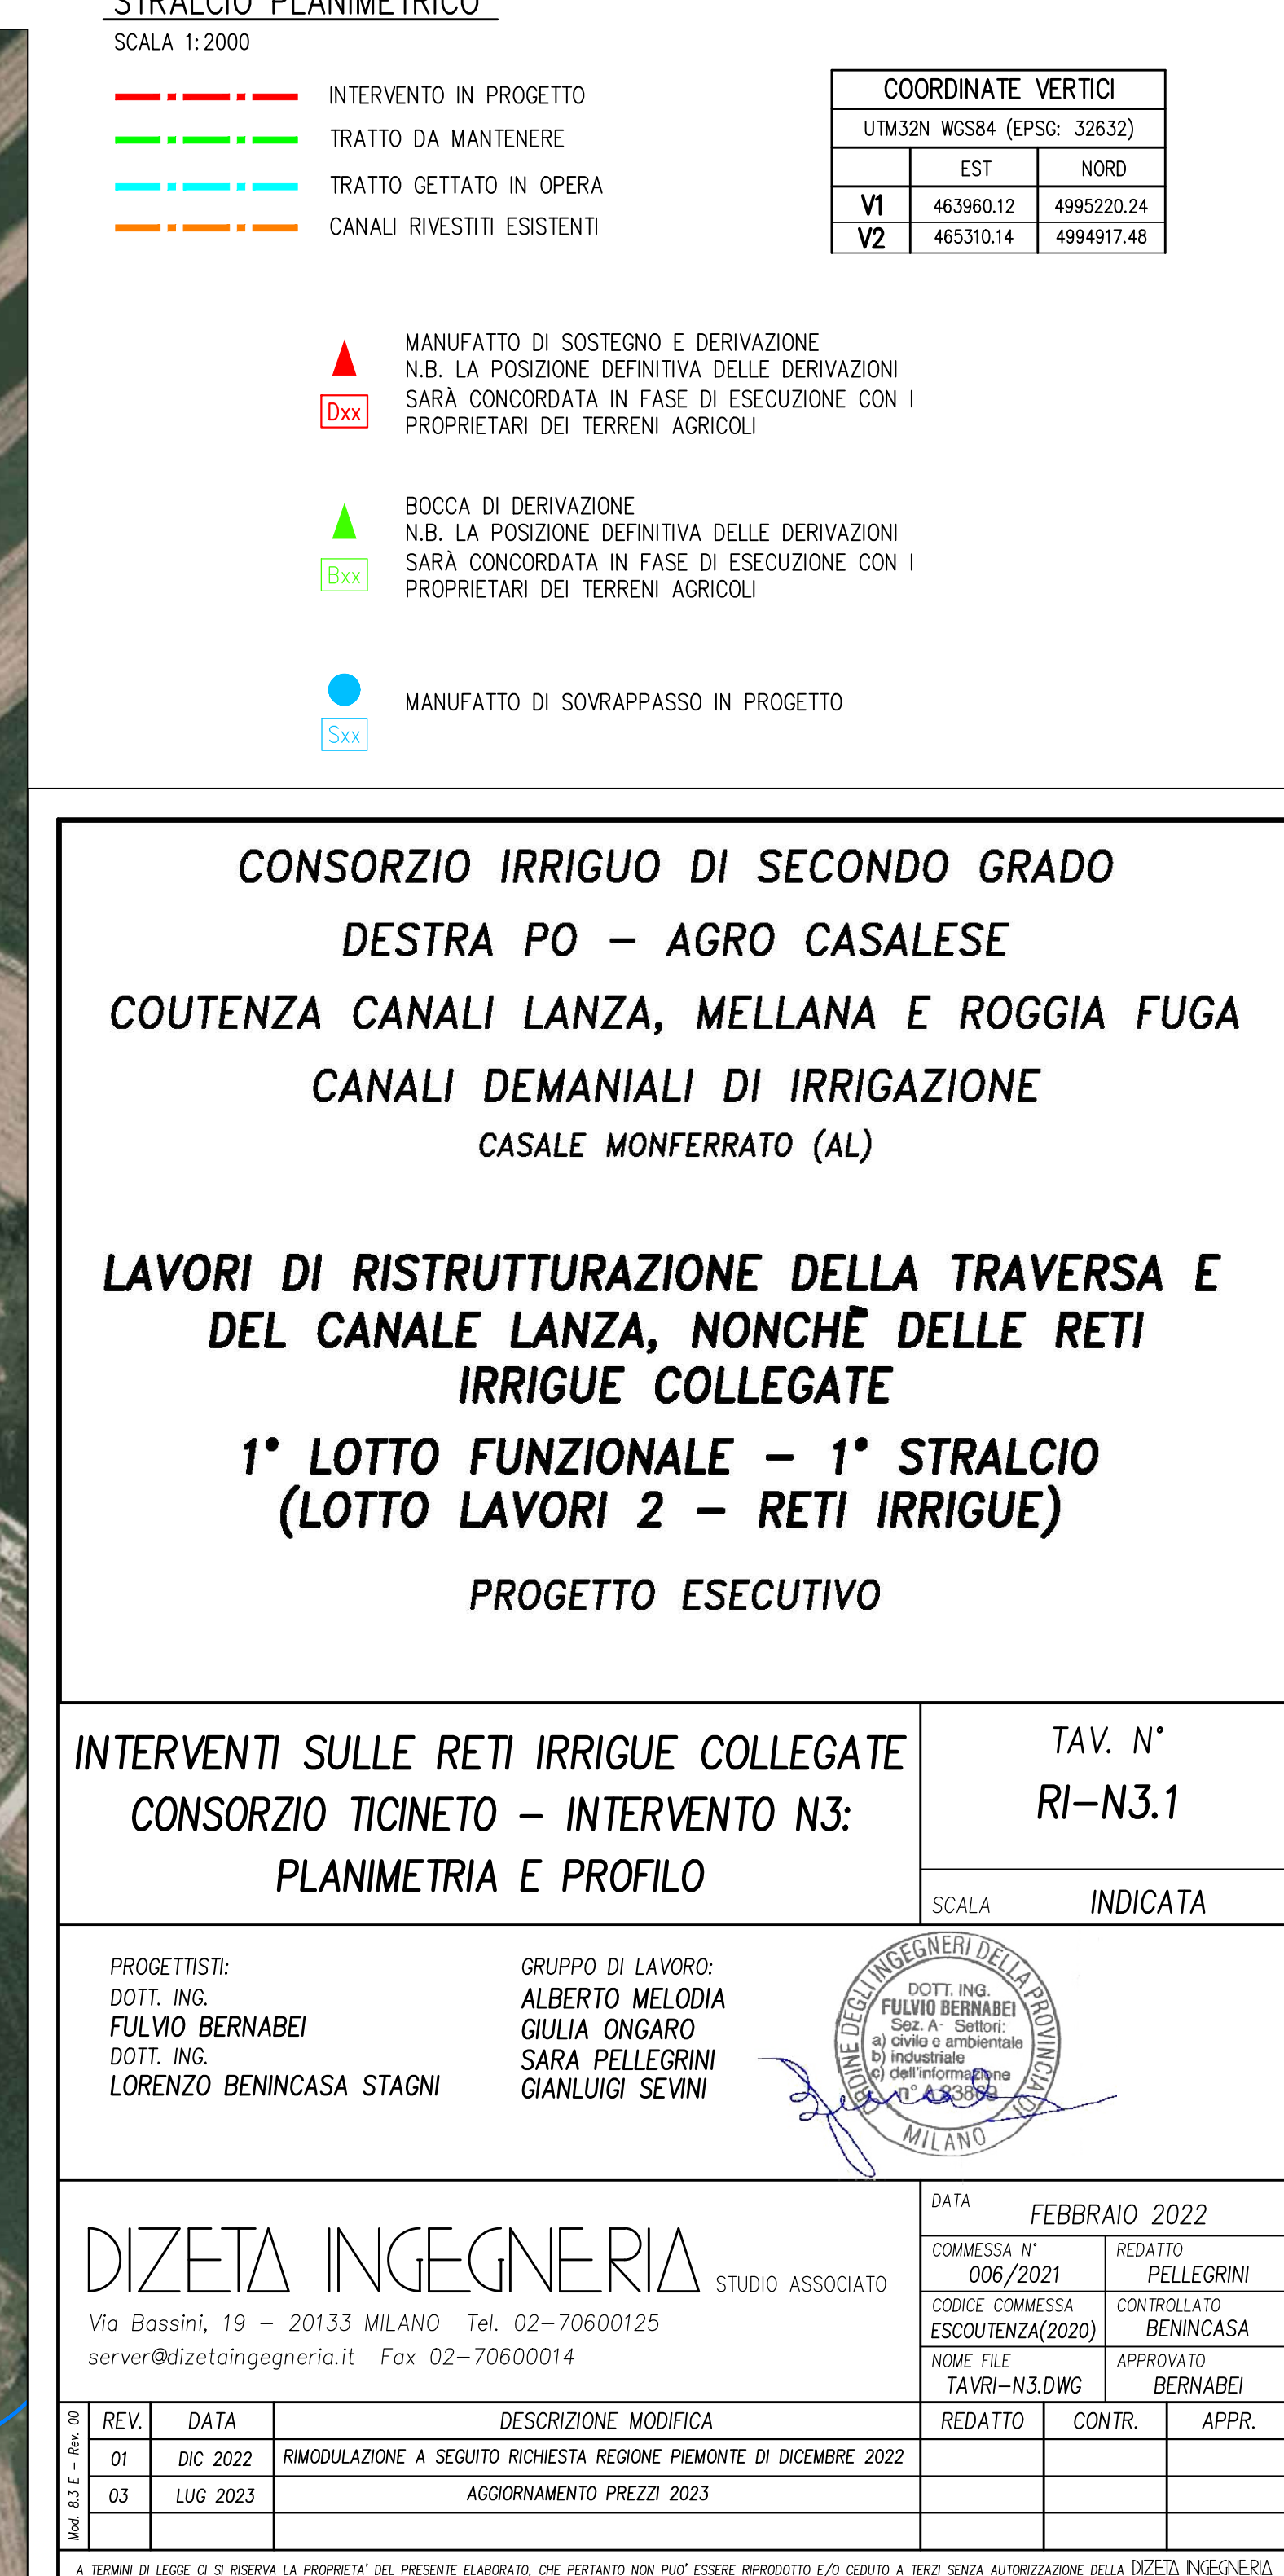 STRALCIO PLANIMETRICO
SCALA 1:2000
INTERVENTO IN PROGETTO
TRATTO DA MANTENERE
TRATTO GETTATO IN OPERA
CANALI RIVESTITI ESISTENTI
COORDINATE VERTICI
UTM32N WGS84 (EPSG: 32632)
EST NORD
V1 463960.12 4995220.24
V2 465310.14 4994917.48
MANUFATTO DI SOSTEGNO E DERIVAZIONE
N.B. LA POSIZIONE DEFINITIVA DELLE DERIVAZIONI
Dxx SARÀ CONCORDATA IN FASE DI ESECUZIONE CON I
PROPRIETARI DEI TERRENI AGRICOLI
BOCCA DI DERIVAZIONE
N.B. LA POSIZIONE DEFINITIVA DELLE DERIVAZIONI
Bxx SARÀ CONCORDATA IN FASE DI ESECUZIONE CON I
PROPRIETARI DEI TERRENI AGRICOLI
MANUFATTO DI SOVRAPPASSO IN PROGETTO
Sxx
CONSORZIO IRRIGUO DI SECONDO GRADO
DESTRA PO – AGRO CASALESE
COUTENZA CANALI LANZA, MELLANA E ROGGIA FUGA
CANALI DEMANIALI DI IRRIGAZIONE
CASALE MONFERRATO (AL)
LAVORI DI RISTRUTTURAZIONE DELLA TRAVERSA E
DEL CANALE LANZA, NONCHÈ DELLE RETI
IRRIGUE COLLEGATE
1° LOTTO FUNZIONALE – 1° STRALCIO
(LOTTO LAVORI 2 – RETI IRRIGUE)
PROGETTO ESECUTIVO
INTERVENTI SULLE RETI IRRIGUE COLLEGATE
CONSORZIO TICINETO – INTERVENTO N3:
PLANIMETRIA E PROFILO
TAV. N°
RI–N3.1
SCALA INDICATA
PROGETTISTI:
DOTT. ING.
FULVIO BERNABEI
DOTT. ING.
LORENZO BENINCASA STAGNI
GRUPPO DI LAVORO:
ALBERTO MELODIA
GIULIA ONGARO
SARA PELLEGRINI
GIANLUIGI SEVINI
ORDINE DEGLI INGEGNERI DELLA PROVINCIA DI MILANO
DOTT. ING.
FULVIO BERNABEI
Sez. A- Settori:
a) civile e ambientale
b) industriale
c) dell'informazione
DIZETA INGEGNERIA STUDIO ASSOCIATO
Via Bassini, 19 – 20133 MILANO Tel. 02–70600125
server@dizetaingegneria.it Fax 02–70600014
DATA FEBBRAIO 2022
COMMESSA N° 006/2021
REDATTO PELLEGRINI
CODICE COMMESSA ESCOUTENZA(2020)
CONTROLLATO BENINCASA
NOME FILE TAVRI–N3.DWG
APPROVATO BERNABEI
Mod. 8.3 E – Rev. 00
REV. DATA DESCRIZIONE MODIFICA REDATTO CONTR. APPR.
01 DIC 2022 RIMODULAZIONE A SEGUITO RICHIESTA REGIONE PIEMONTE DI DICEMBRE 2022
03 LUG 2023 AGGIORNAMENTO PREZZI 2023
A TERMINI DI LEGGE CI SI RISERVA LA PROPRIETA' DEL PRESENTE ELABORATO, CHE PERTANTO NON PUO' ESSERE RIPRODOTTO E/O CEDUTO A TERZI SENZA AUTORIZZAZIONE DELLA DIZETA INGEGNERIA